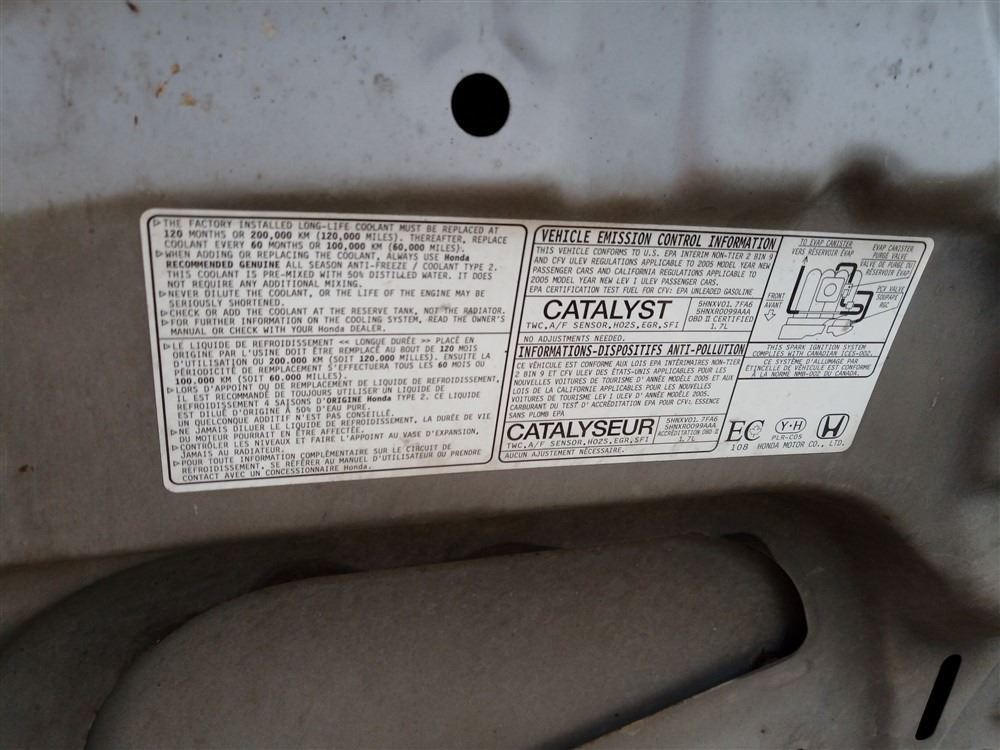 ▷THE FACTORY INSTALLED LONG-LIFE COOLANT MUST BE REPLACED AT
120 MONTHS OR 200,000 KM (120,000 MILES). THEREAFTER, REPLACE
COOLANT EVERY 60 MONTHS OR 100,000 KM (60,000 MILES).
▷WHEN ADDING OR REPLACING THE COOLANT, ALWAYS USE Honda
RECOMMENDED GENUINE ALL SEASON ANTI-FREEZE / COOLANT TYPE 2.
THIS COOLANT IS PRE-MIXED WITH 50% DISTILLED WATER. IT DOES
NOT REQUIRE ANY ADDITIONAL MIXING.
▷NEVER DILUTE THE COOLANT, OR THE LIFE OF THE ENGINE MAY BE
SERIOUSLY SHORTENED.
▷CHECK OR ADD THE COOLANT AT THE RESERVE TANK, NOT THE RADIATOR.
▷FOR FURTHER INFORMATION ON THE COOLING SYSTEM, READ THE OWNER'S
MANUAL OR CHECK WITH YOUR Honda DEALER.
▷LE LIQUIDE DE REFROIDISSEMENT << LONGUE DURÉE >> PLACÉ EN
ORIGINE PAR L'USINE DOIT ÊTRE REMPLACÉ AU BOUT DE 120 MOIS
D'UTILISATION OU 200.000 KM (SOIT 120.000 MILES). ENSUITE LA
PÉRIODICITÉ DE REMPLACEMENT S'EFFECTUERA TOUS LES 60 MOIS OU
100.000 KM (SOIT 60.000 MILES).
▷LORS D'APPOINT OU DE REMPLACEMENT DE LIQUIDE DE REFROIDISSEMENT,
IL EST RECOMMANDÉ DE TOUJOURS UTILISER UN LIQUIDE DE
REFROIDISSEMENT 4 SAISONS D'ORIGINE Honda TYPE 2. CE LIQUIDE
EST DILUÉ D'ORIGINE À 50% D'EAU PURE.
UN QUELCONQUE ADDITIF N'EST PAS CONSEILLÉ.
▷NE JAMAIS DILUER LE LIQUIDE DE REFROIDISSEMENT, LA DURÉE DE VIE
DU MOTEUR POURRAIT EN ÊTRE AFFECTÉE.
▷CONTRÔLER LES NIVEAUX ET FAIRE L'APPOINT AU VASE D'EXPANSION,
JAMAIS AU RADIATEUR.
▷POUR TOUTE INFORMATION COMPLÉMENTAIRE SUR LE CIRCUIT DE
REFROIDISSEMENT, SE RÉFÉRER AU MANUEL D'UTILISATEUR OU PRENDRE
CONTACT AVEC UN CONCESSIONNAIRE Honda.
VEHICLE EMISSION CONTROL INFORMATION
THIS VEHICLE CONFORMS TO U.S. EPA INTERIM NON-TIER 2 BIN 9
AND CFV ULEV REGULATIONS APPLICABLE TO 2005 MODEL YEAR NEW
PASSENGER CARS AND CALIFORNIA REGULATIONS APPLICABLE TO
2005 MODEL YEAR NEW LEV I ULEV PASSENGER CARS.
EPA CERTIFICATION TEST FUEL FOR CFV: EPA UNLEADED GASOLINE
CATALYST
TWC,A/F SENSOR,HO2S,EGR,SFI
5HNXV01.7FA6
5HNXR0099AAA
OBD II CERTIFIED
1.7L
NO ADJUSTMENTS NEEDED.
INFORMATIONS-DISPOSITIFS ANTI-POLLUTION
CE VÉHICULE EST CONFORME AUX LOIS EPA INTÉRIMAIRES NON-TIER
2 BIN 9 ET CFV ULEV DES ÉTATS-UNIS APPLICABLES POUR LES
NOUVELLES VOITURES DE TOURISME D' ANNÉE MODÈLE 2005 ET AUX
LOIS DE LA CALIFORNIE APPLICABLES POUR LES NOUVELLES
VOITURES DE TOURISME LEV I ULEV D' ANNÉE MODÈLE 2005.
CARBURANT DU TEST D' ACCRÉDITATION EPA POUR CFV: ESSENCE
SANS PLOMB EPA
CATALYSEUR
TWC,A/F SENSOR,HO2S,EGR,SFI
5HNXV01.7FA6
5HNXR0099AAA
ACCRÉDITATION OBD II
1.7L
AUCUN AJUSTEMENT NÉCESSAIRE.
TO EVAP CANISTER
VERS RÉSERVOIR ÉVAP
EVAP CANISTER
PURGE VALVE
VALVE DE PURGE DU
RÉSERVOIR ÉVAP
FRONT
AVANT
PCV VALVE
SOUPAPE
RGC
THIS SPARK IGNITION SYSTEM
COMPLIES WITH CANADIAN ICES-002.
CE SYSTÈME D'ALLUMAGE PAR
ÉTINCELLE DE VÉHICULE EST CONFORME
À LA NORME NMB-002 DU CANADA.
EC
108
Y-H
PLR-C05
HONDA MOTOR CO., LTD.